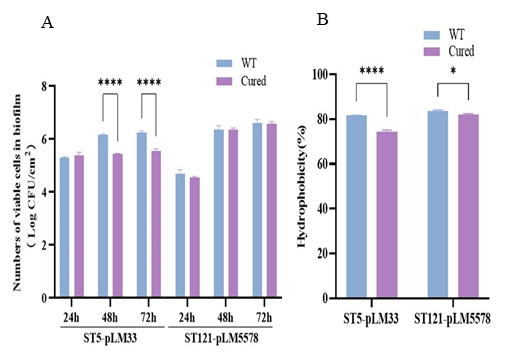 A
WT
Cured
Numbers of viable cells in biofilm
( Log CFU/cm²)
8
6
4
2
0
**** ****
24h 48h 72h 24h 48h 72h
ST5-pLM33 ST121-pLM5578
B
WT
Cured
Hydrophobicity(%)
100
80
60
40
20
0
**** *
ST5-pLM33 ST121-pLM5578